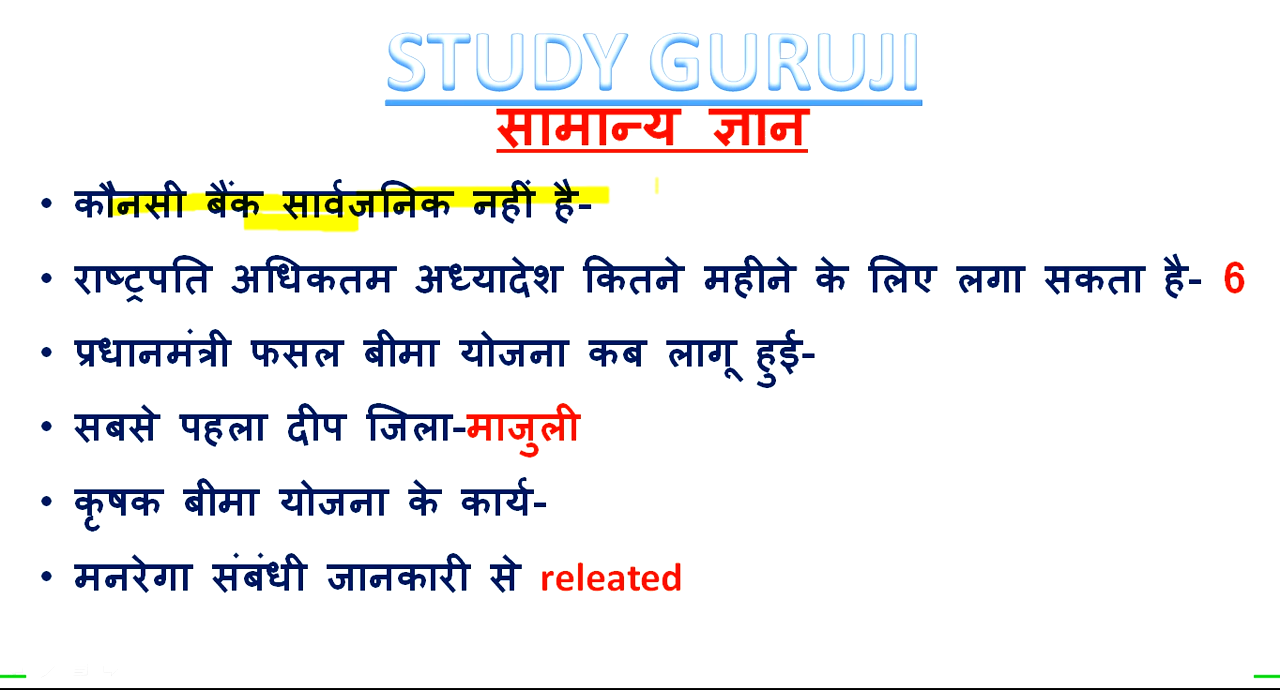 STUDY GURUJI
सामान्य ज्ञान
• कौनसी बैंक सार्वजनिक नहीं है-
• राष्ट्रपति अधिकतम अध्यादेश कितने महीने के लिए लगा सकता है- 6
• प्रधानमंत्री फसल बीमा योजना कब लागू हुई-
• सबसे पहला दीप जिला-माजुली
• कृषक बीमा योजना के कार्य-
• मनरेगा संबंधी जानकारी से releated